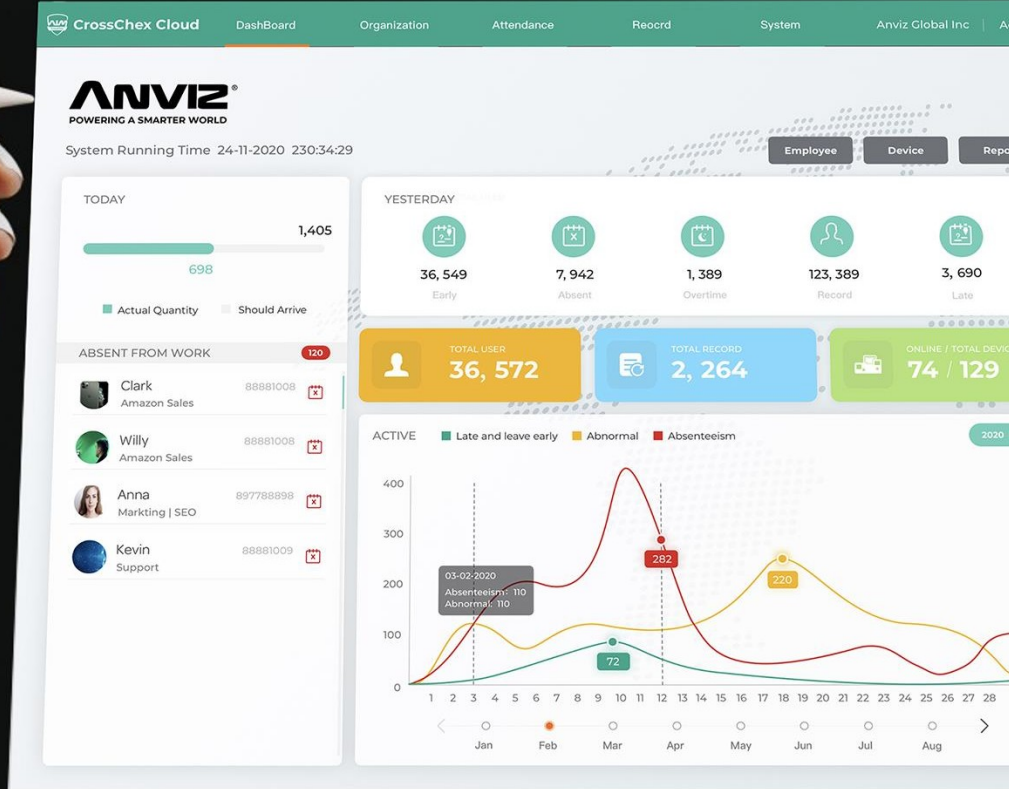 CrossChex Cloud
DashBoard
Organization
Attendance
Reocrd
System
Anviz Global Inc
ANVIZ®
POWERING A SMARTER WORLD
System Running Time 24-11-2020 230:34:29
Employee
Device
Repo
TODAY
1,405
698
Actual Quantity
Should Arrive
ABSENT FROM WORK
120
Clark
Amazon Sales
88881008
Willy
Amazon Sales
88881008
Anna
Markting | SEO
897788898
Kevin
Support
88881009
YESTERDAY
36, 549
Early
7, 942
Absent
1, 389
Overtime
123, 389
Record
3, 690
Late
TOTAL USER
36, 572
TOTAL RECORD
2, 264
ONLINE / TOTAL DEVIC
74 / 129
ACTIVE
Late and leave early
Abnormal
Absenteeism
2020
400
300
200
100
0
03-02-2020
Absenteeism: 110
Abnormal: 110
282
220
72
1 2 3 4 5 6 7 8 9 10 11 12 13 14 15 16 17 18 19 20 21 22 23 24 25 26 27 28
Jan Feb Mar Apr May Jun Jul Aug